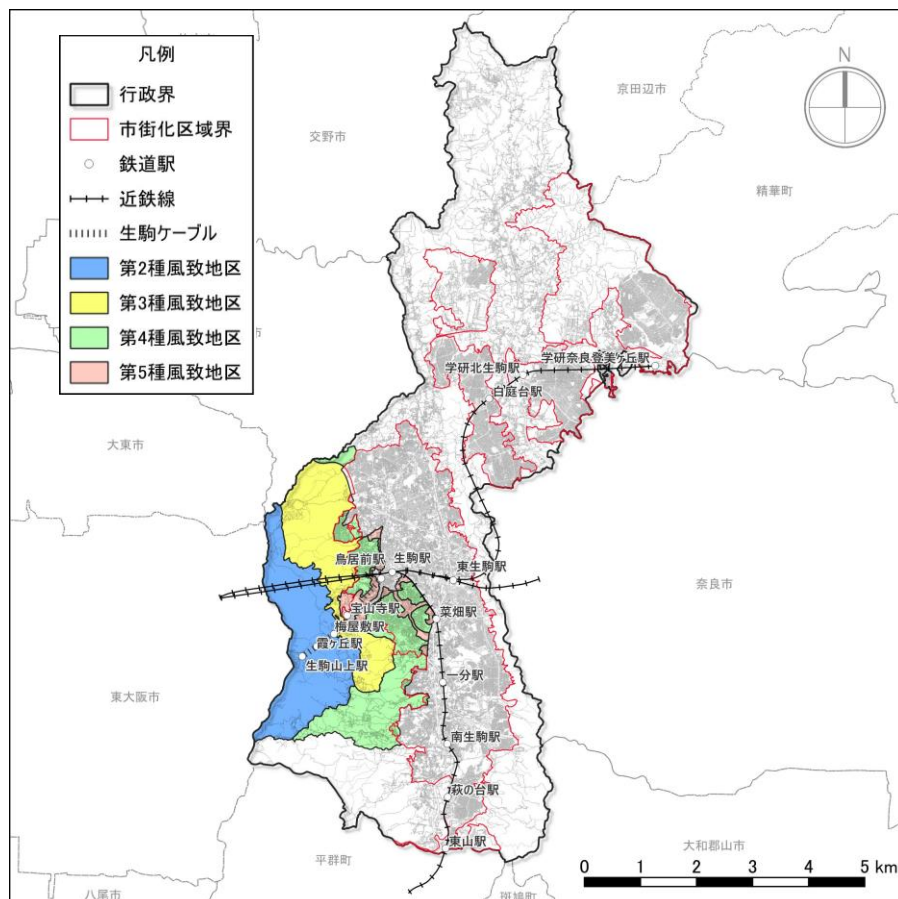 凡例
行政界
市街化区域界
鉄道駅
近鉄線
生駒ケーブル
第2種風致地区
第3種風致地区
第4種風致地区
第5種風致地区
N
京田辺市
交野市
精華町
市
学研奈良登美ケ丘駅
学研北生駒駅
白庭台駅
大東市
鳥居前駅
生駒駅
東生駒駅
奈良市
宝山寺駅
菜畑駅
梅屋敷駅
霞ケ丘駅
生駒山上駅
一分駅
東大阪市
南生駒駅
萩の台駅
東山駅
大和郡山市
平群町
八尾市
斑鳩町
0 1 2 3 4 5 km